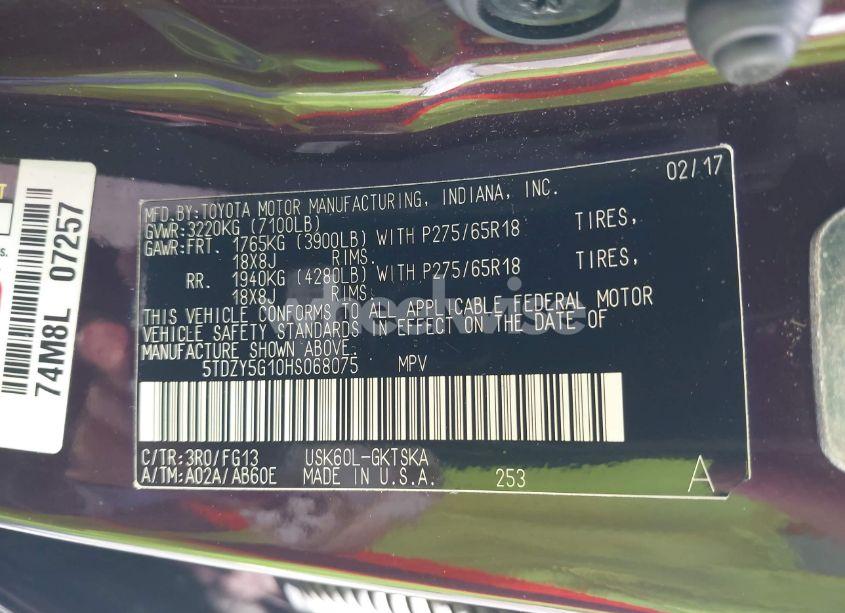 MFD.BY:TOYOTA MOTOR MANUFACTURING, INDIANA, INC. 02/17
GVWR:3220KG (7100LB)
GAWR:FRT. 1765KG (3900LB) WITH P275/65R18 TIRES,
18X8J RIMS.
RR. 1940KG (4280LB) WITH P275/65R18 TIRES,
18X8J RIMS.
THIS VEHICLE CONFORMS TO ALL APPLICABLE FEDERAL MOTOR
VEHICLE SAFETY STANDARDS IN EFFECT ON THE DATE OF
MANUFACTURE SHOWN ABOVE.
5TDZY5G10HS068075 MPV
C/TR:3R0/FG13 USK60L-GKTSKA
A/TM:A02A/AB60E MADE IN U.S.A. 253 A
74M8L 07257